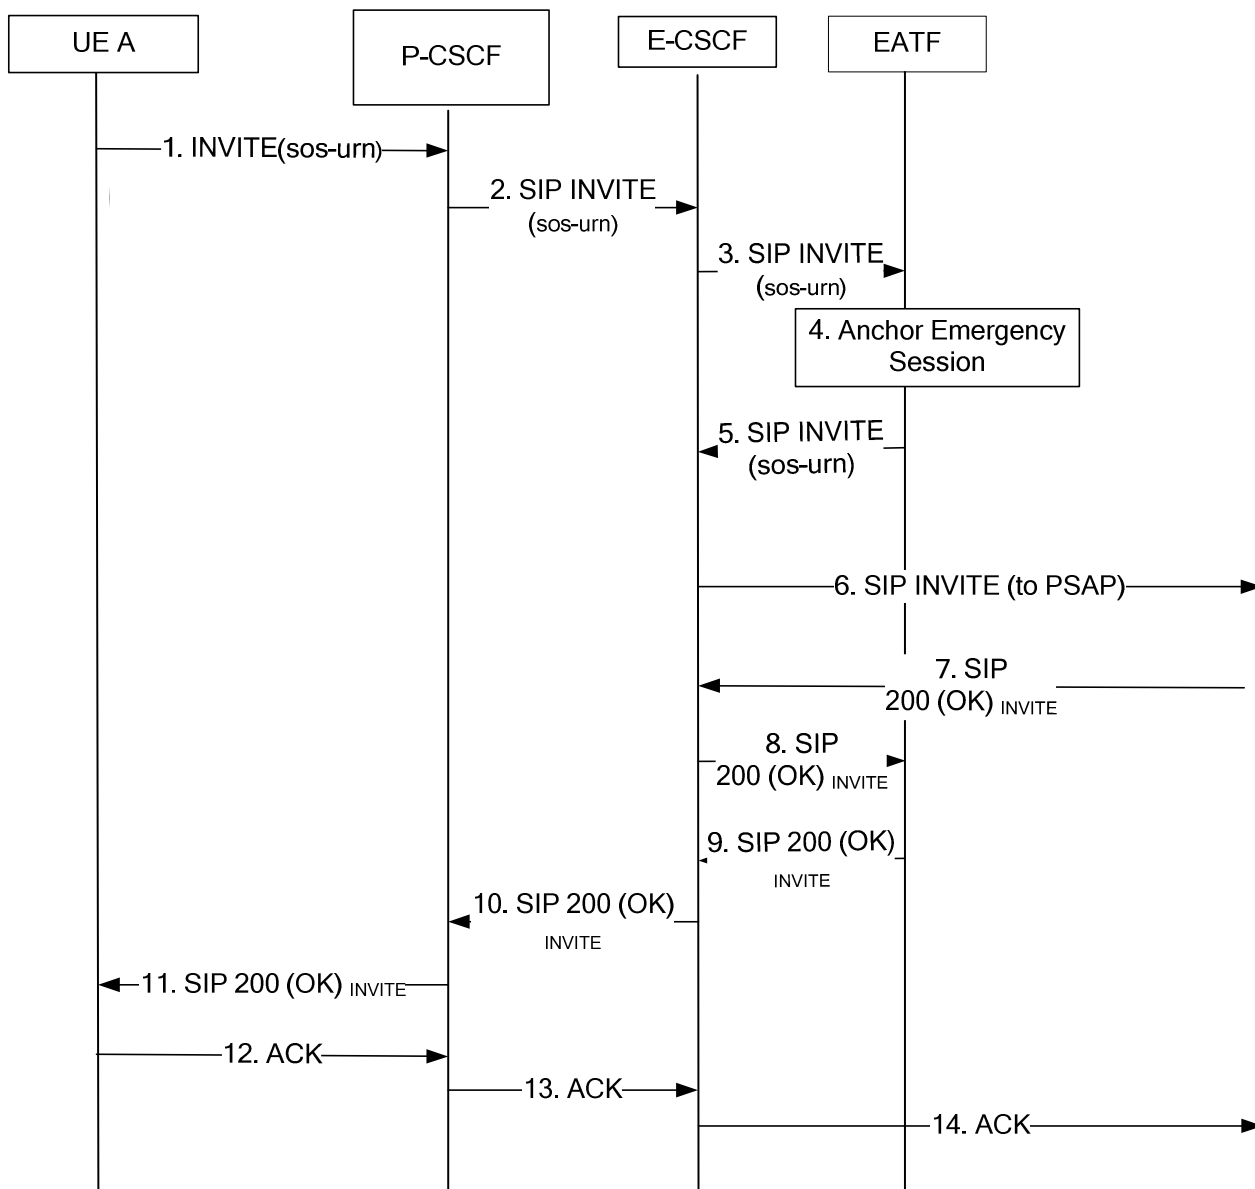 UE A
P-CSCF
E-CSCF
EATF
1. INVITE(sos-urn)
2. SIP INVITE
(sos-urn)
3. SIP INVITE
(sos-urn)
4. Anchor Emergency
Session
5. SIP INVITE
(sos-urn)
6. SIP INVITE (to PSAP)
7. SIP
200 (OK) INVITE
8. SIP
200 (OK) INVITE
9. SIP 200 (OK)
INVITE
10. SIP 200 (OK)
INVITE
11. SIP 200 (OK) INVITE
12. ACK
13. ACK
14. ACK